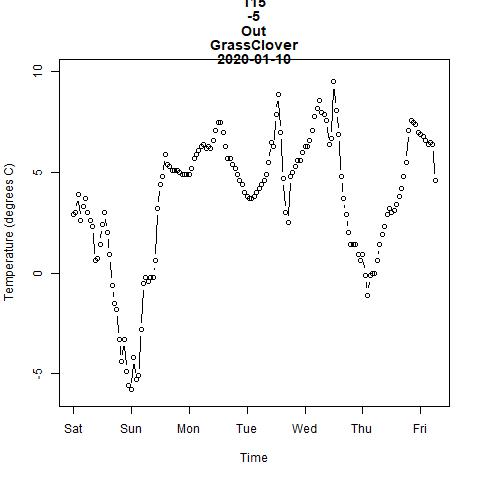 T15
-5
Out
GrassClover
2020-01-10
Temperature (degrees C)
10
5
0
-5
Sat Sun Mon Tue Wed Thu Fri
Time